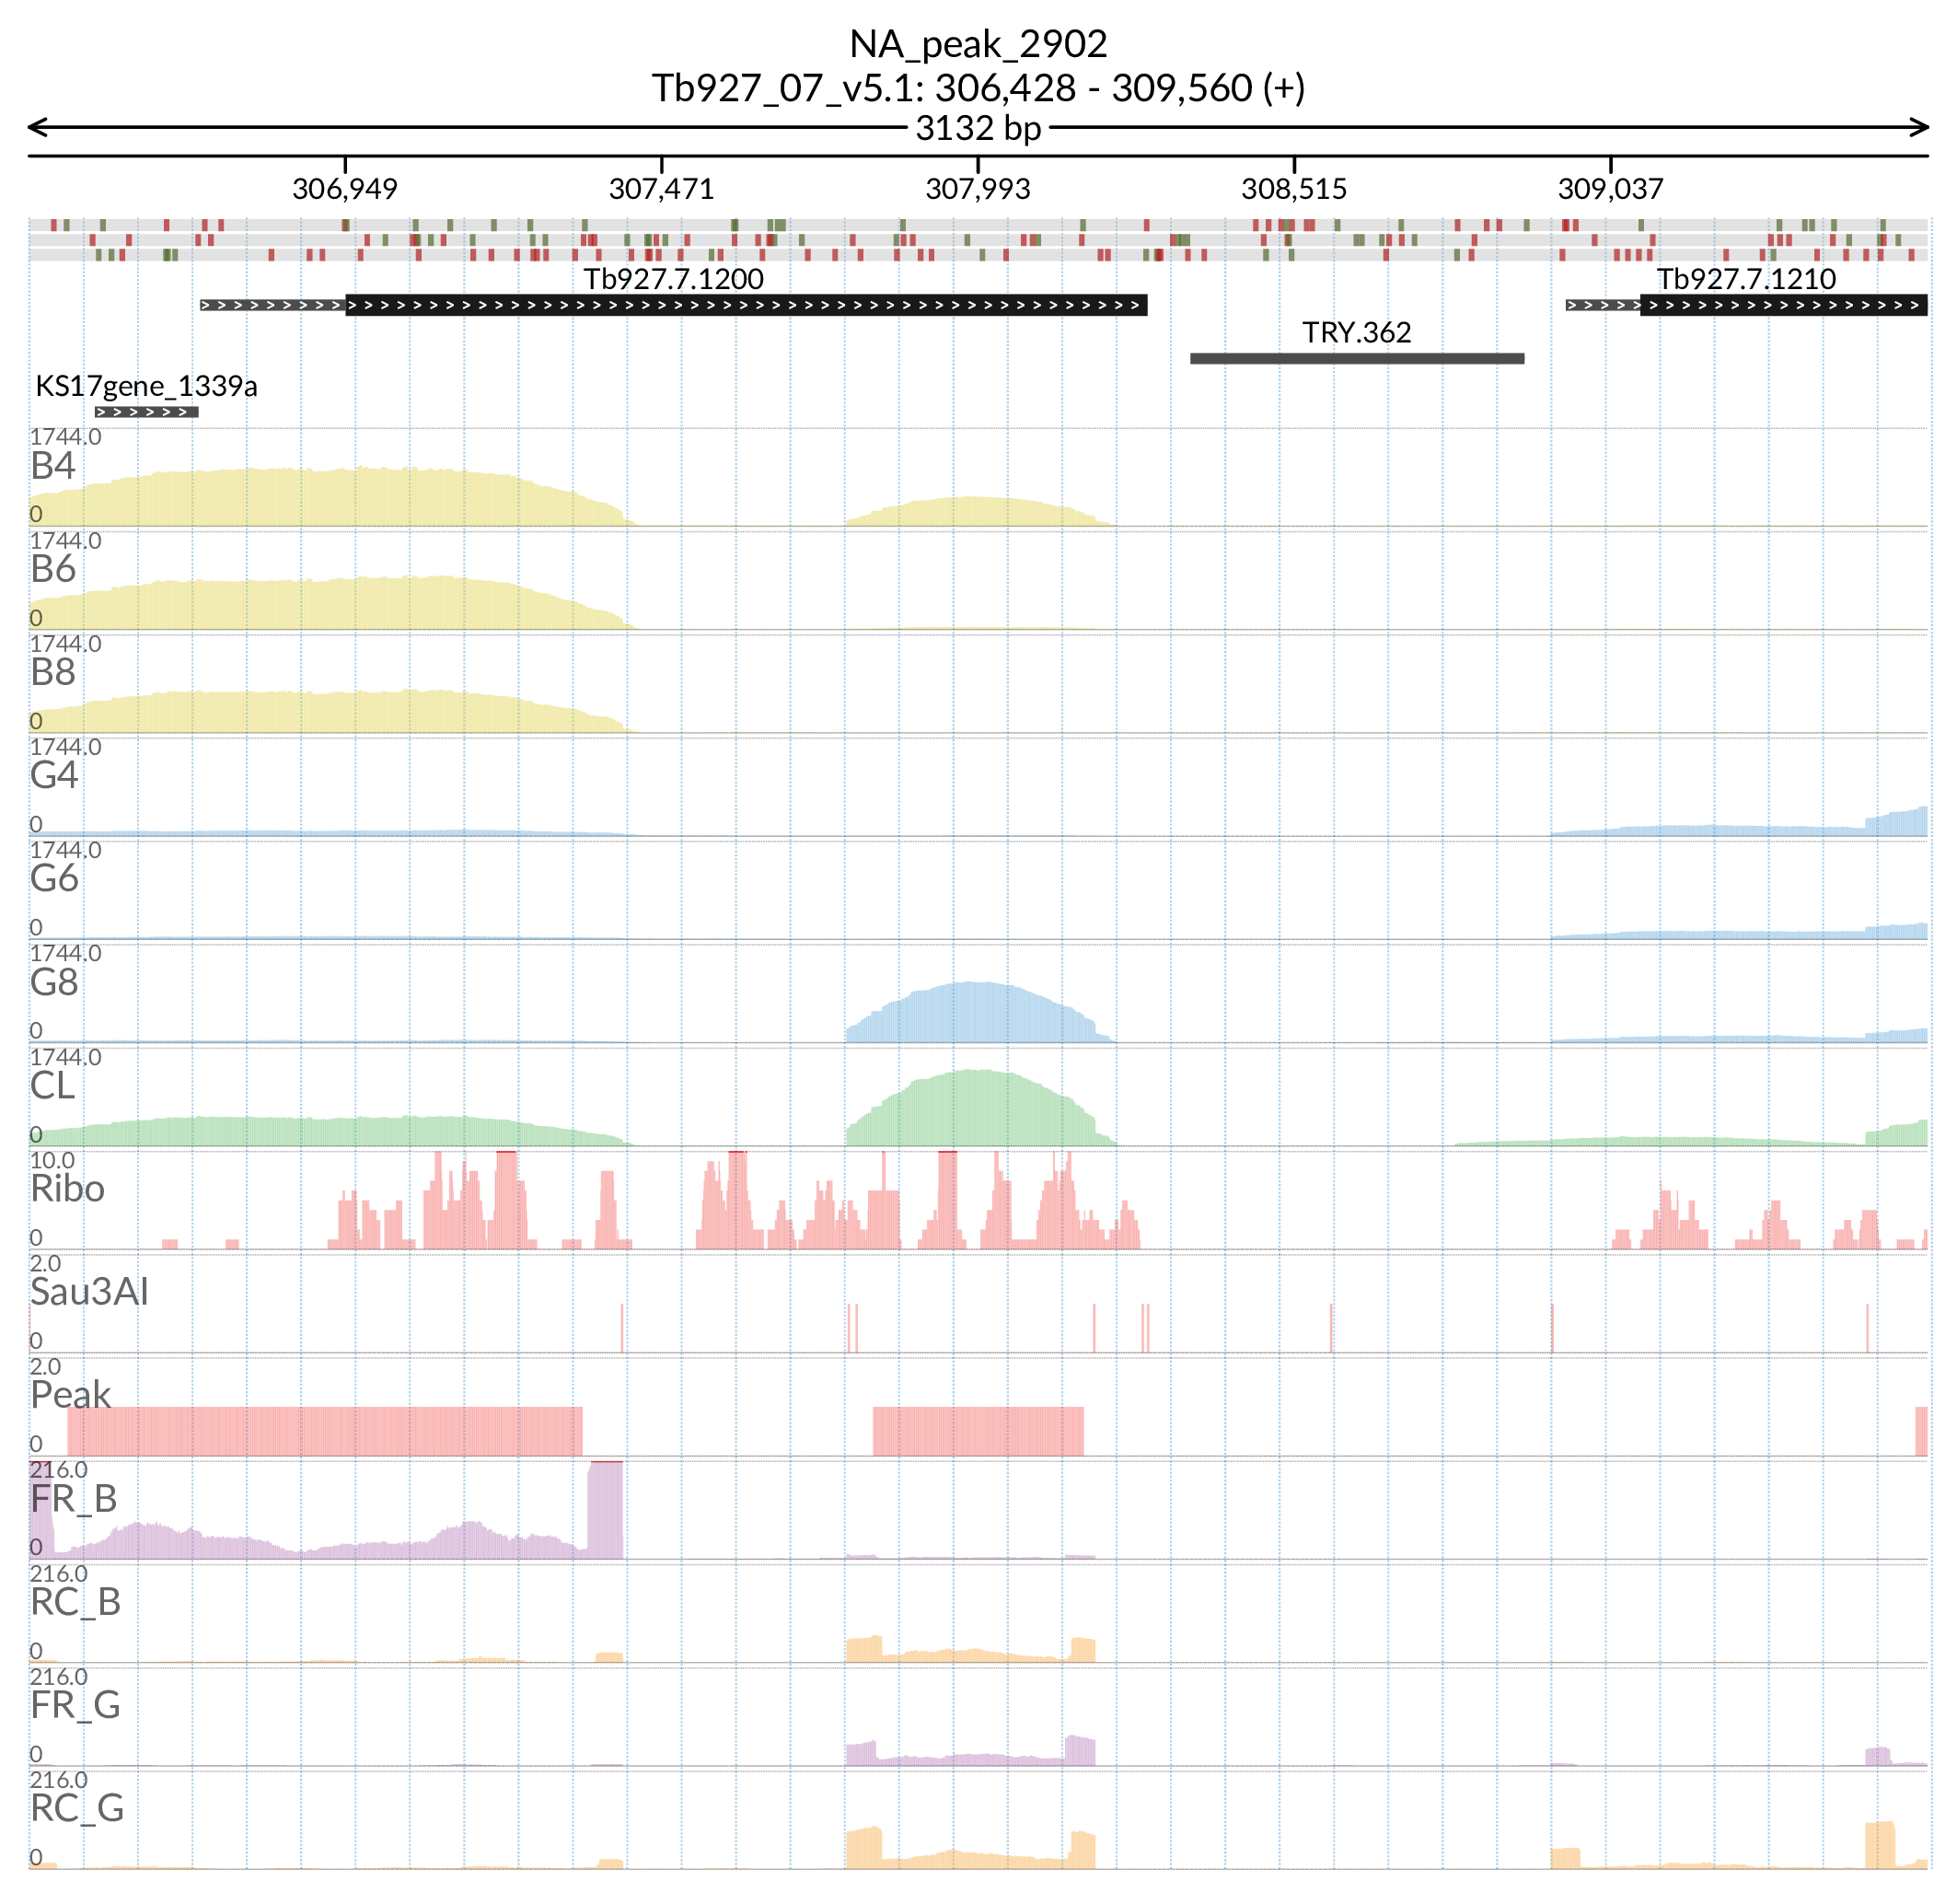 NA_peak_2902
Tb927_07_v5.1: 306,428 - 309,560 (+)
3132 bp
306,949 307,471 307,993 308,515 309,037
Tb927.7.1200 Tb927.7.1210
TRY.362
KS17gene_1339a
1744.0
B4
0
1744.0
B6
0
1744.0
B8
0
1744.0
G4
0
1744.0
G6
0
1744.0
G8
0
1744.0
CL
0
10.0
Ribo
0
2.0
Sau3AI
0
2.0
Peak
0
216.0
FR_B
0
216.0
RC_B
0
216.0
FR_G
0
216.0
RC_G
0